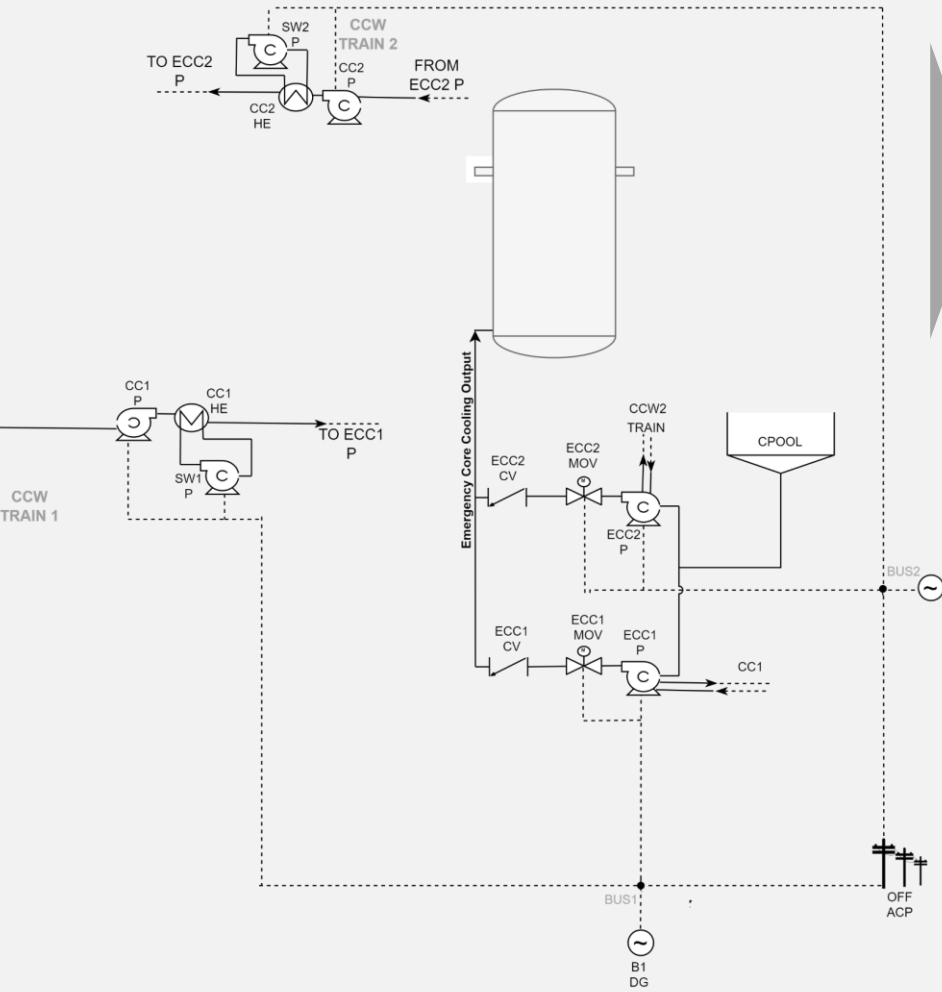 SW2
P
CCW
TRAIN 2
TO ECC2
P
CC2
P
FROM
ECC2 P
CC2
HE
CC1
P
CC1
HE
TO ECC1
P
SW1
P
CCW
TRAIN 1
Emergency Core Cooling Output
CCW2
TRAIN
CPOOL
ECC2
CV
ECC2
MOV
M
C
ECC2
P
BUS2
~
ECC1
CV
ECC1
MOV
M
ECC1
P
C
CC1
C
C
C
C
BUS1
OFF
ACP
~
B1
DG